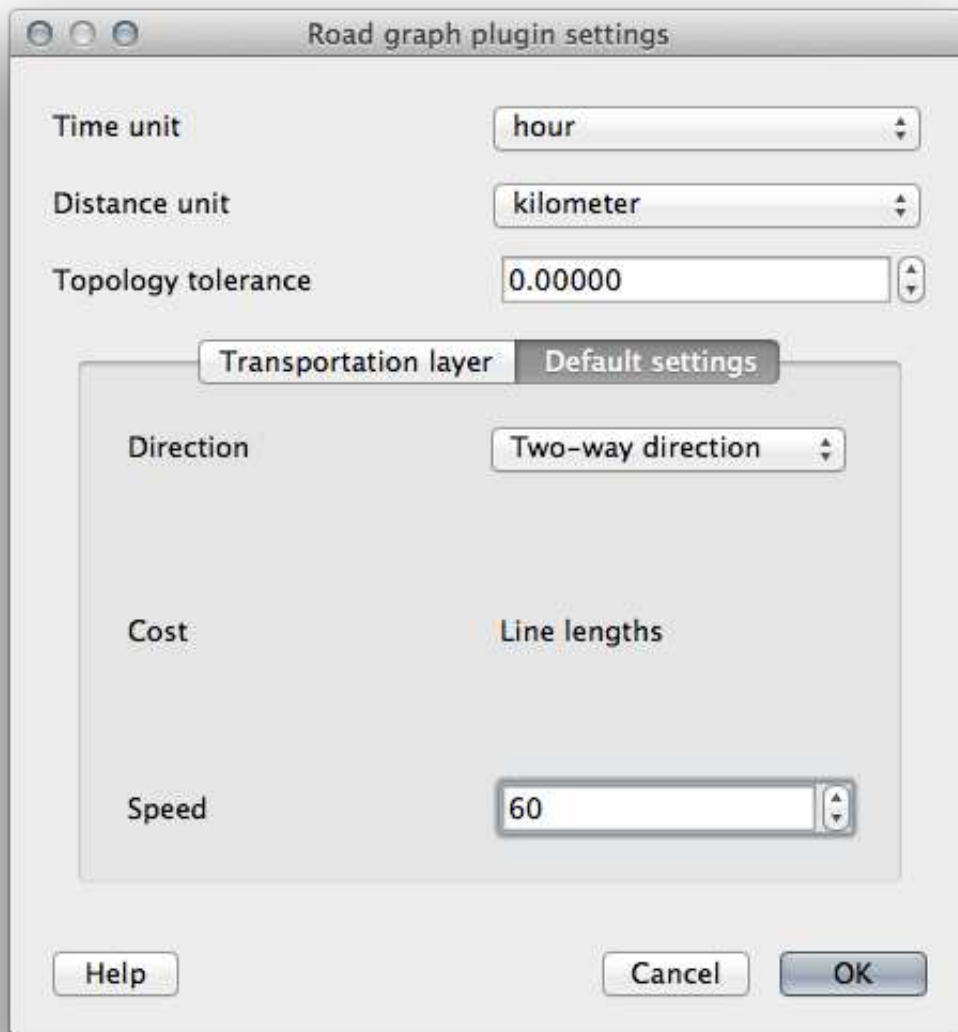 Road graph plugin settings
Time unit hour
Distance unit kilometer
Topology tolerance 0.00000
Transportation layer Default settings
Direction Two-way direction
Cost Line lengths
Speed 60
Help Cancel OK